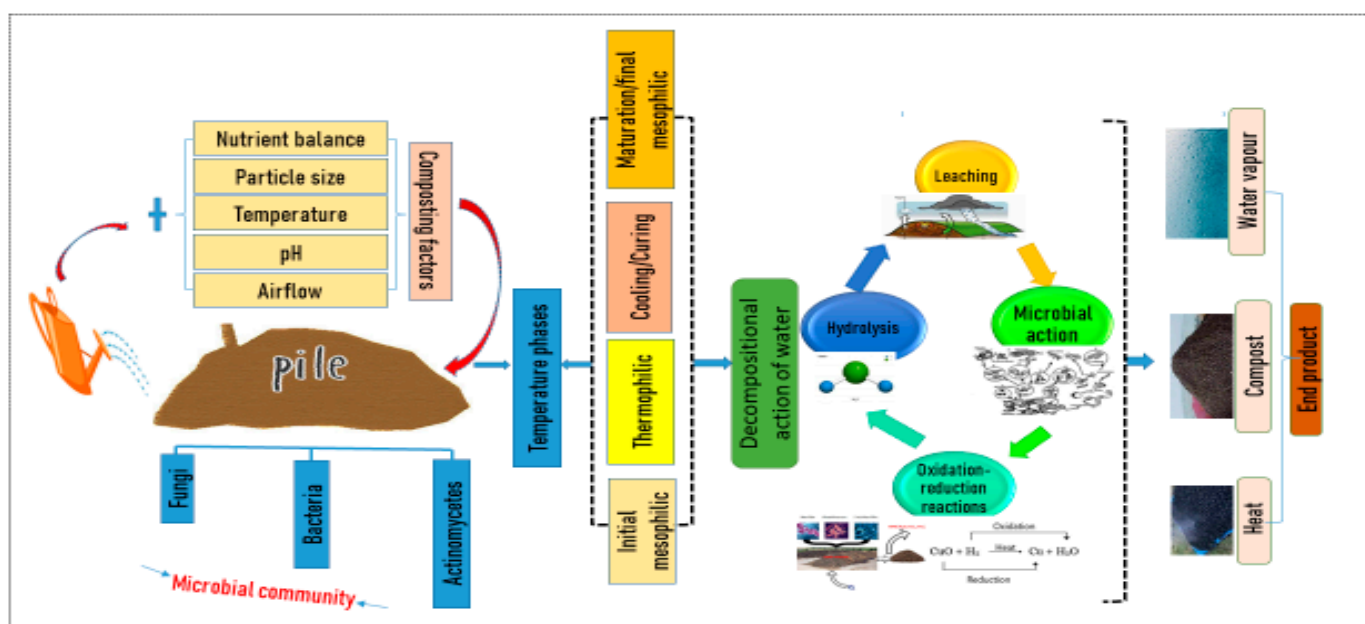 Nutrient balance
Particle size
Temperature
pH
Airflow
Composting factors
pile
Fungi
Bacteria
Actinomycetes
Microbial community
Temperature phases
Maturation/final
mesophilic
Cooling/Curing
Thermophilic
Initial
mesophilic
Decompositional
action of water
Leaching
Hydrolysis
Microbial
action
Oxidation-
reduction
reactions
Oxidation
CuO + H₂ Heat Cu + H₂O
Reduction
Water vapour
Compost
Heat
End product